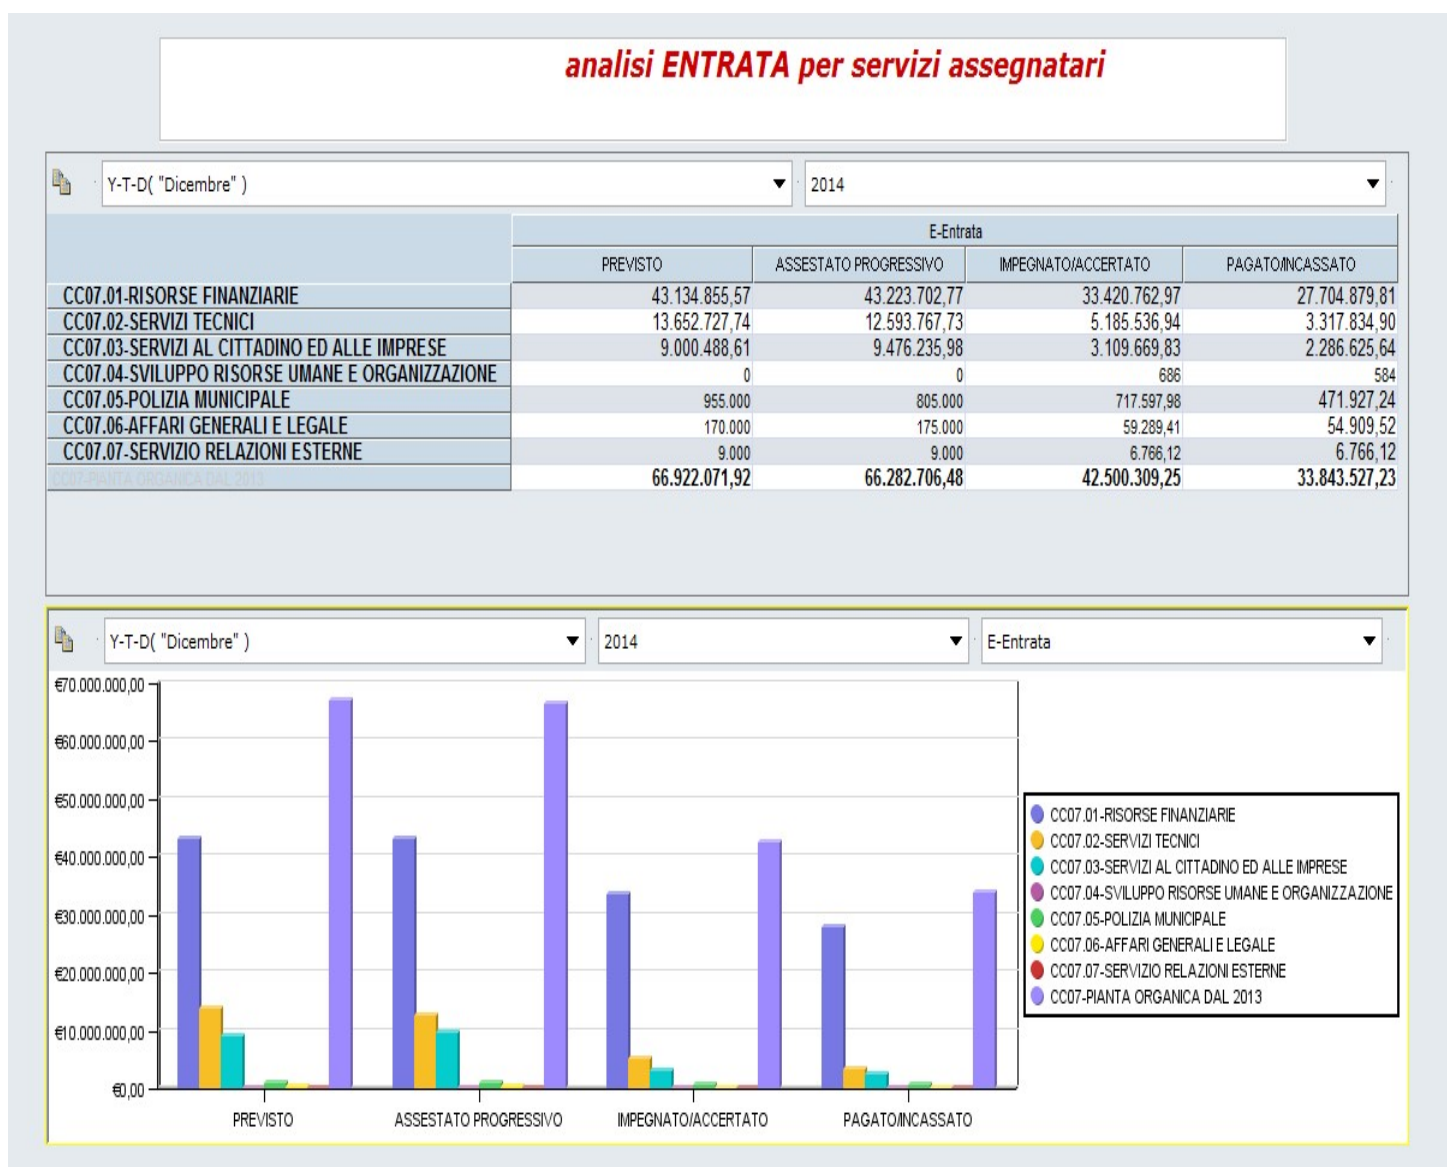 analisi ENTRATA per servizi assegnatari
Y-T-D( "Dicembre" ) 2014
E-Entrata
PREVISTO ASSESTATO PROGRESSIVO IMPEGNATO/ACCERTATO PAGATO/INCASSATO
CC07.01-RISORSE FINANZIARIE 43.134.855,57 43.223.702,77 33.420.762,97 27.704.879,81
CC07.02-SERVIZI TECNICI 13.652.727,74 12.593.767,73 5.185.536,94 3.317.834,90
CC07.03-SERVIZI AL CITTADINO ED ALLE IMPRESE 9.000.488,61 9.476.235,98 3.109.669,83 2.286.625,64
CC07.04-SVILUPPO RISORSE UMANE E ORGANIZZAZIONE 0 0 686 584
CC07.05-POLIZIA MUNICIPALE 955.000 805.000 717.597,98 471.927,24
CC07.06-AFFARI GENERALI E LEGALE 170.000 175.000 59.289,41 54.909,52
CC07.07-SERVIZIO RELAZIONI ESTERNE 9.000 9.000 6.766,12 6.766,12
CC07-PIANTA ORGANICA DAL 2013 66.922.071,92 66.282.706,48 42.500.309,25 33.843.527,23
Y-T-D( "Dicembre" ) 2014 E-Entrata
€70.000.000,00
€60.000.000,00
€50.000.000,00
€40.000.000,00
€30.000.000,00
€20.000.000,00
€10.000.000,00
€0,00
PREVISTO ASSESTATO PROGRESSIVO IMPEGNATO/ACCERTATO PAGATO/INCASSATO
CC07.01-RISORSE FINANZIARIE
CC07.02-SERVIZI TECNICI
CC07.03-SERVIZI AL CITTADINO ED ALLE IMPRESE
CC07.04-SVILUPPO RISORSE UMANE E ORGANIZZAZIONE
CC07.05-POLIZIA MUNICIPALE
CC07.06-AFFARI GENERALI E LEGALE
CC07.07-SERVIZIO RELAZIONI ESTERNE
CC07-PIANTA ORGANICA DAL 2013